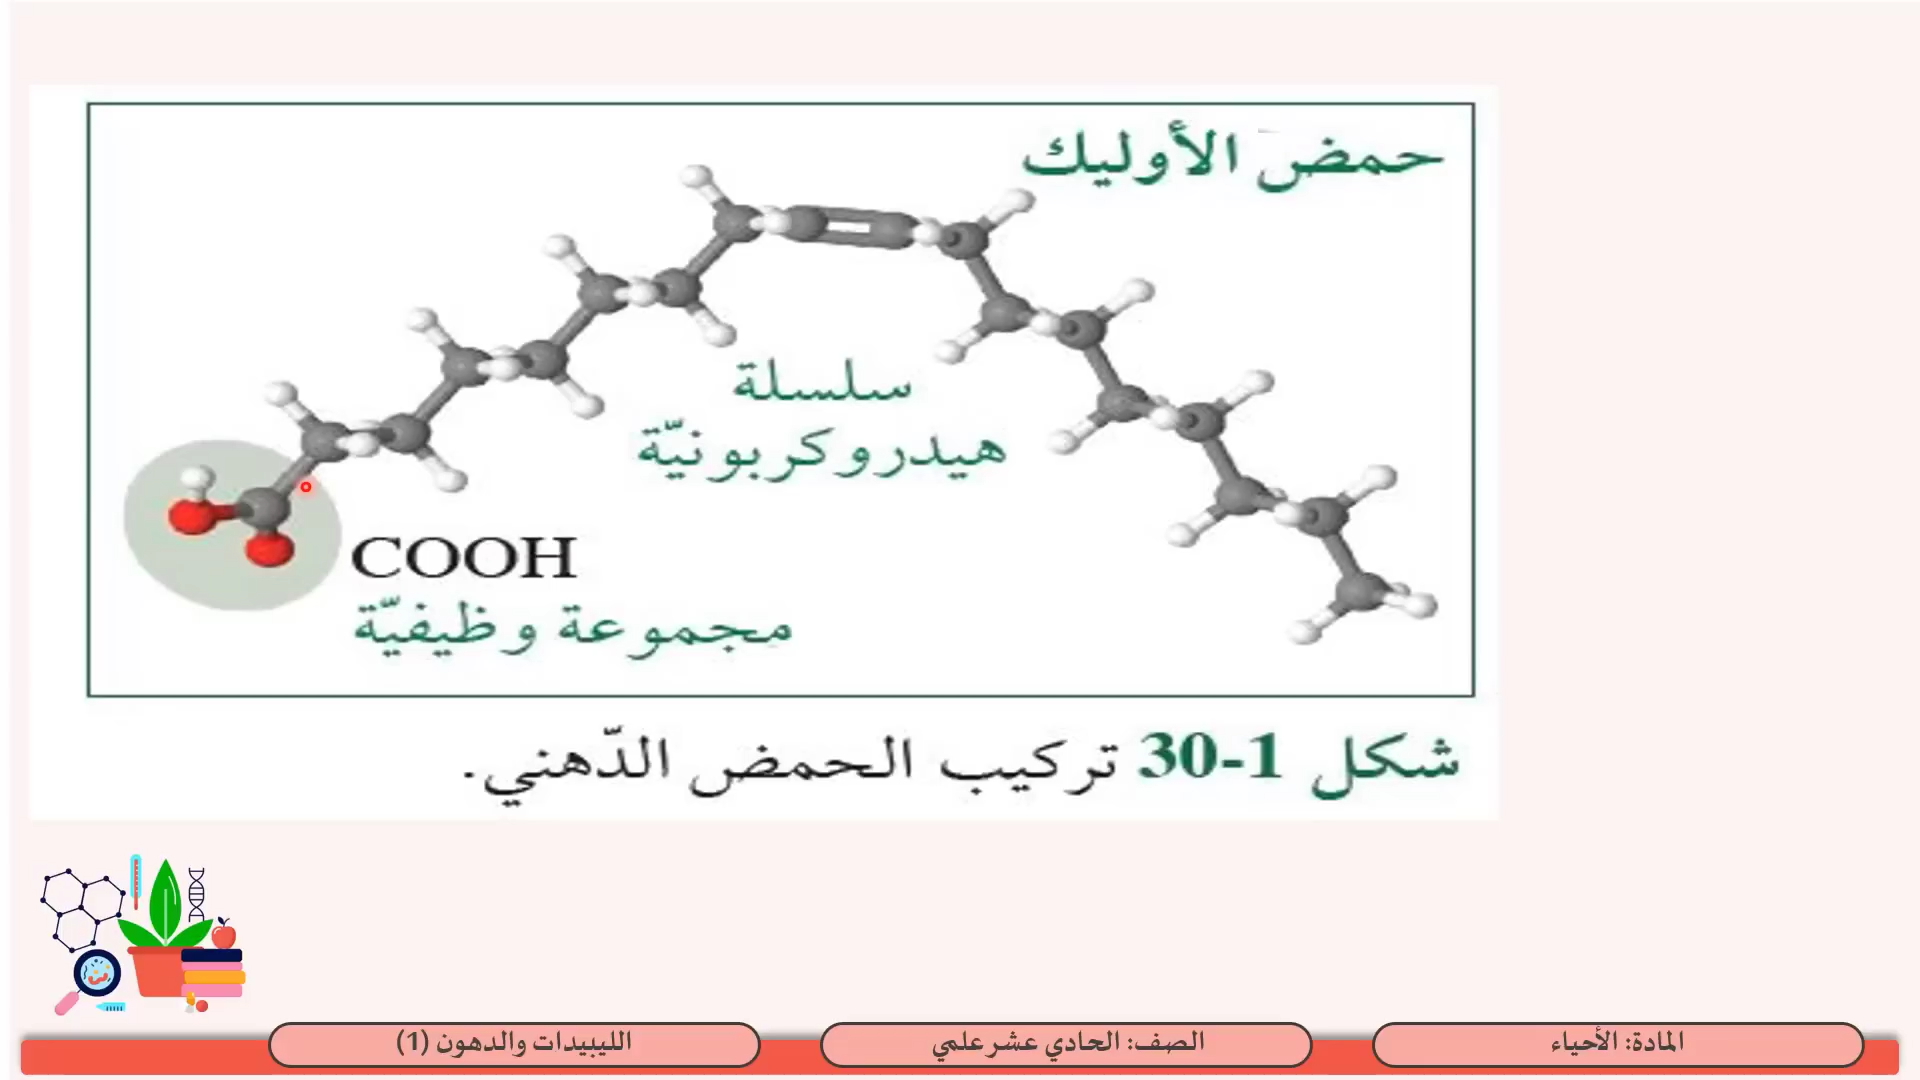 حمض الأوليك
سلسلة
هيدروكربونيّة
COOH
مجموعة وظيفيّة
شكل 1-30 تركيب الحمض الدّهني.
المادة: الأحياء
الصف: الحادي عشر علمي
الليبيدات والدهون (1)